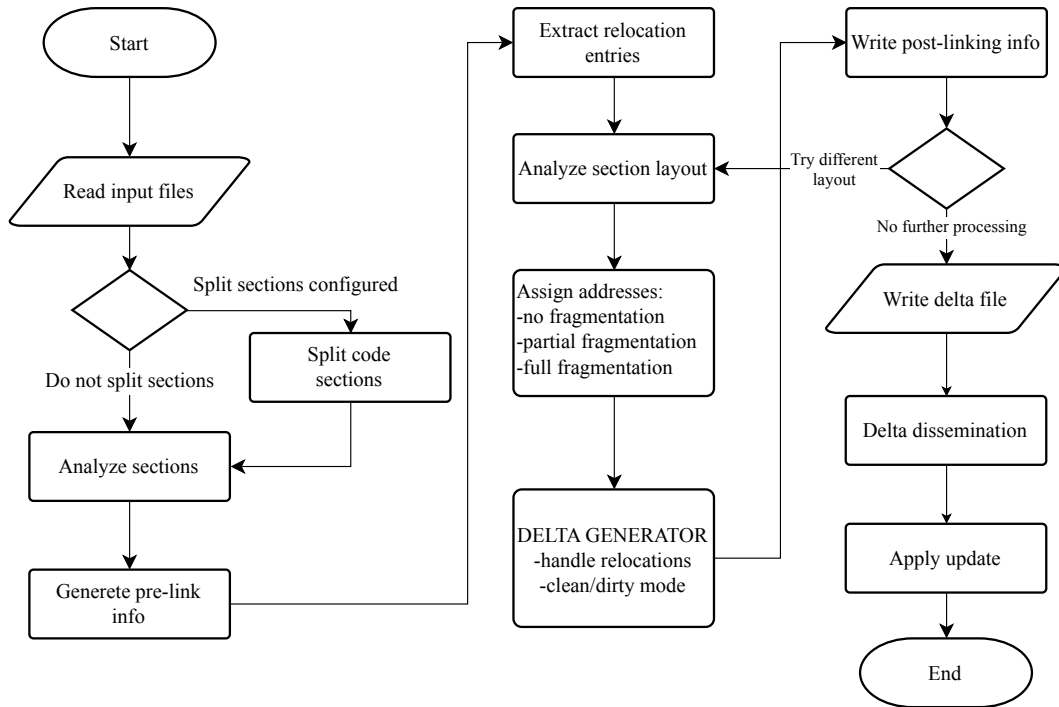 Start
Read input files
Split sections configured
Split code
sections
Do not split sections
Analyze sections
Generete pre-link
info
Extract relocation
entries
Analyze section layout
Assign addresses:
-no fragmentation
-partial fragmentation
-full fragmentation
DELTA GENERATOR
-handle relocations
-clean/dirty mode
Write post-linking info
Try different
layout
No further processing
Write delta file
Delta dissemination
Apply update
End